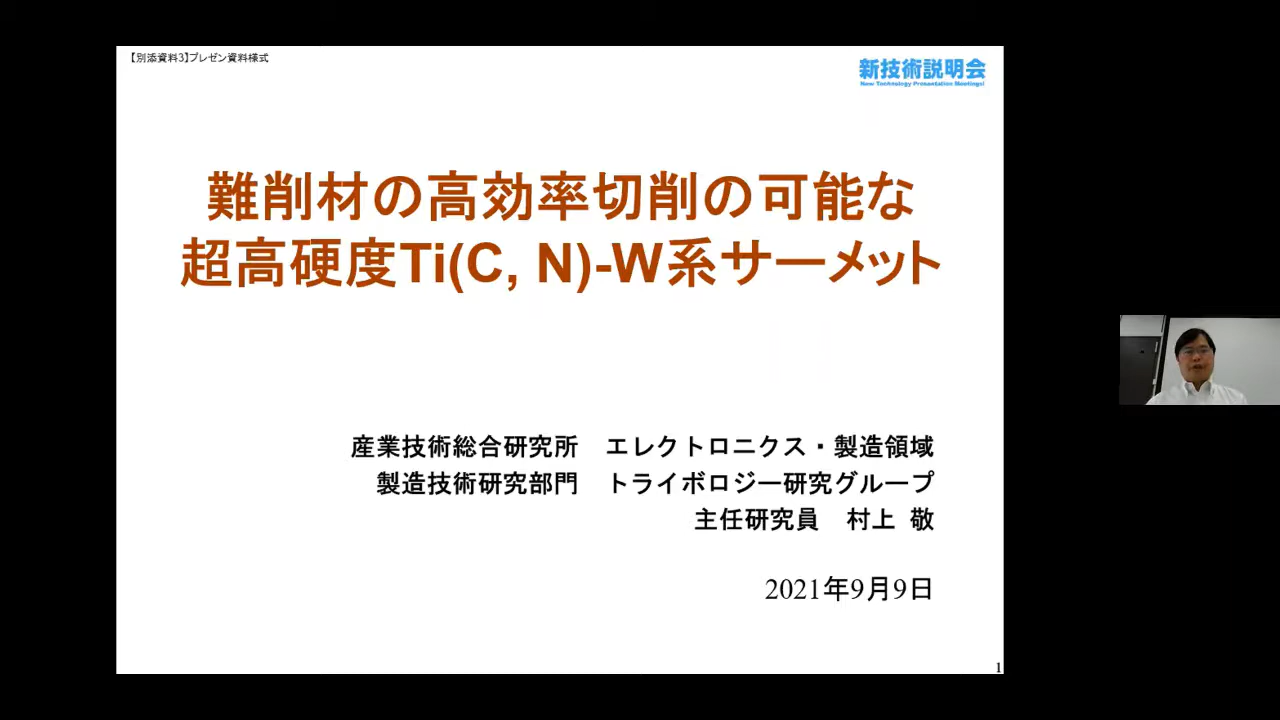 【別添資料3】プレゼン資料様式
新技術説明会
New Technology Presentation Meetings!
難削材の高効率切削の可能な
超高硬度Ti(C, N)-W系サーメット
産業技術総合研究所　エレクトロニクス・製造領域
製造技術研究部門　トライボロジー研究グループ
主任研究員　村上 敬
2021年9月9日
1